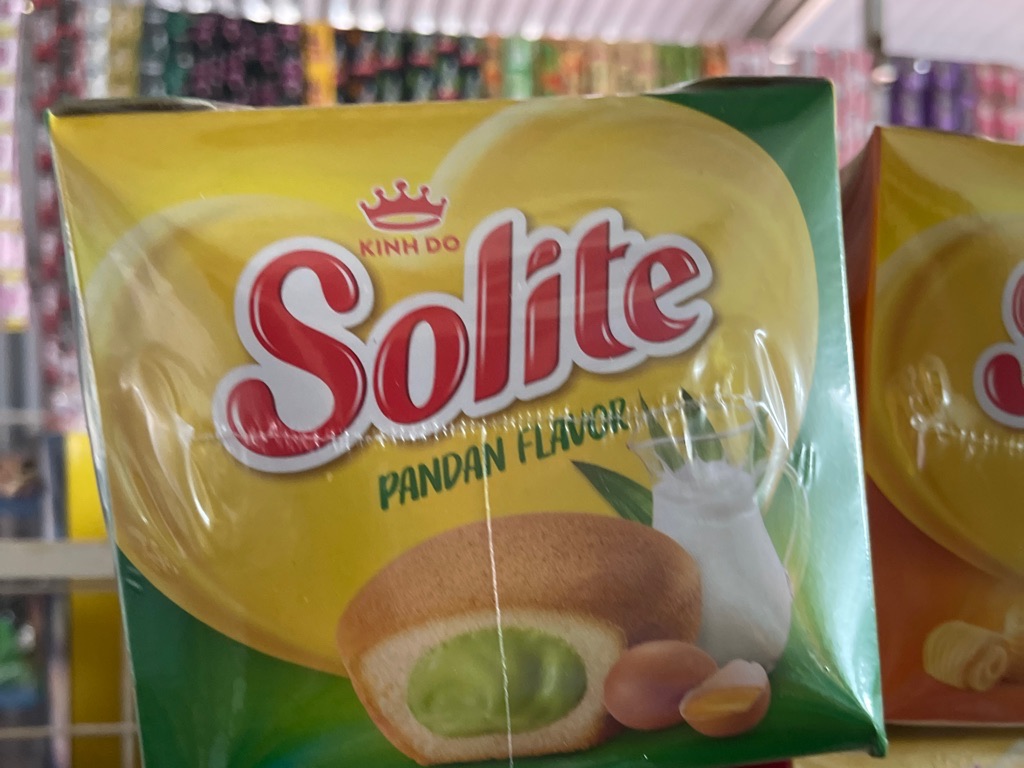 KINH DO
Solite
PANDAN FLAVOR